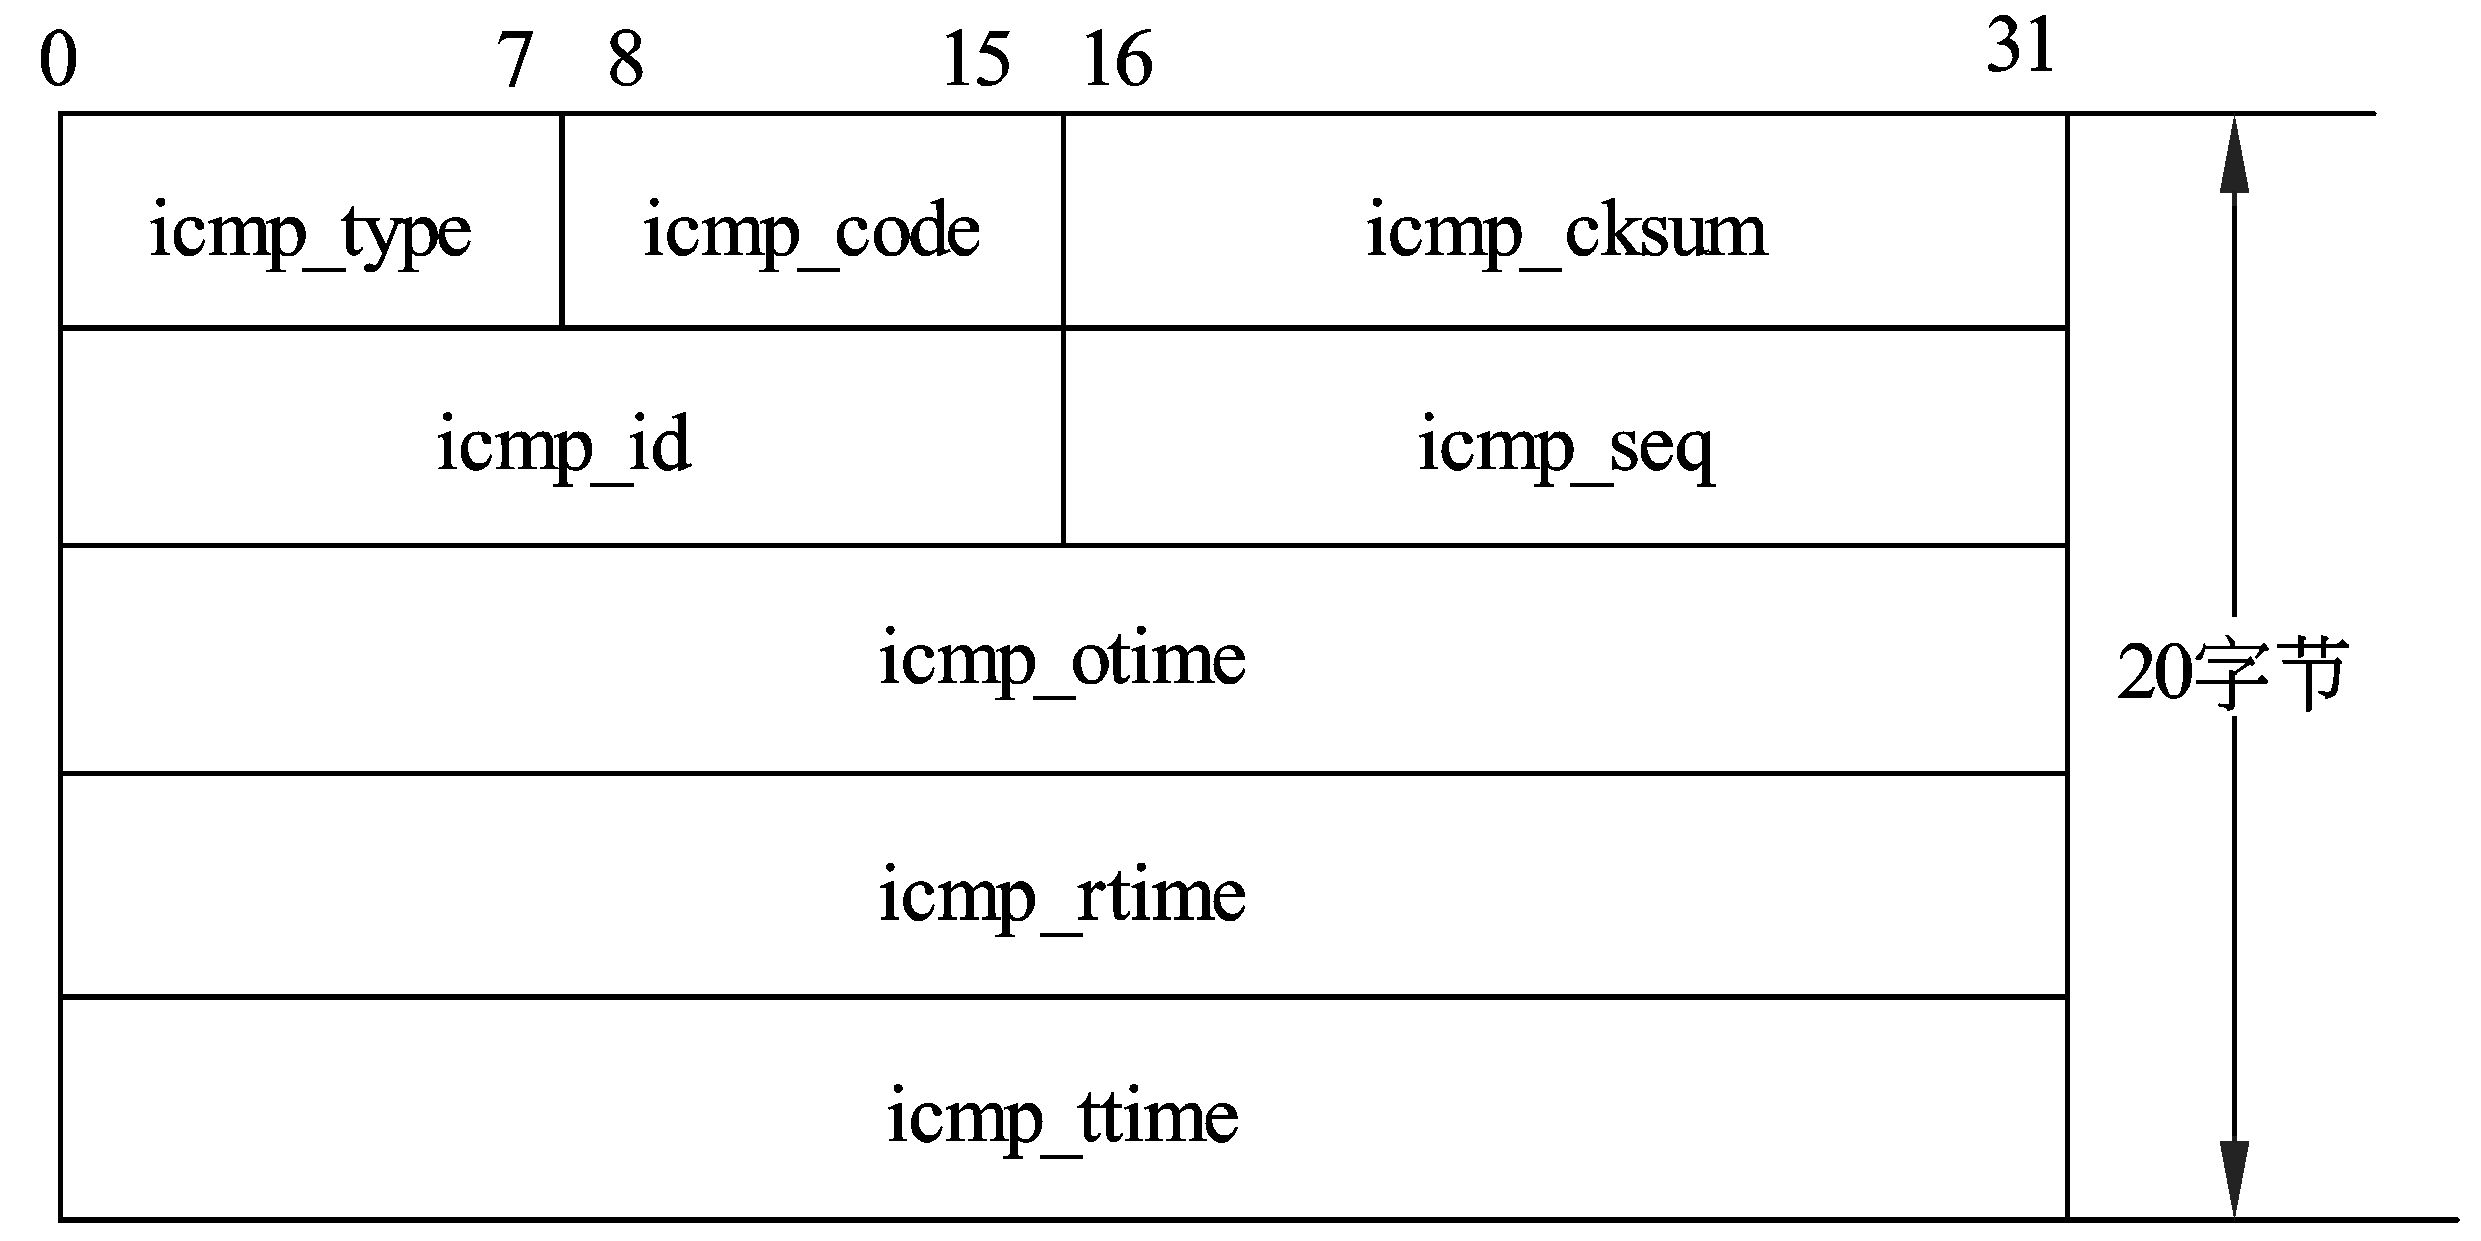 0 7 8 15 16 31
icmp_type icmp_code icmp_cksum
icmp_id icmp_seq
icmp_otime
20字节
icmp_rtime
icmp_ttime